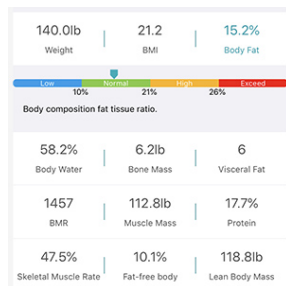 140.0lb 21.2 15.2%
Weight BMI Body Fat
Low Normal High Exceed
10% 21% 26%
Body composition fat tissue ratio.
58.2% 6.2lb 6
Body Water Bone Mass Visceral Fat
1457 112.8lb 17.7%
BMR Muscle Mass Protein
47.5% 10.1% 118.8lb
Skeletal Muscle Rate Fat-free body Lean Body Mass